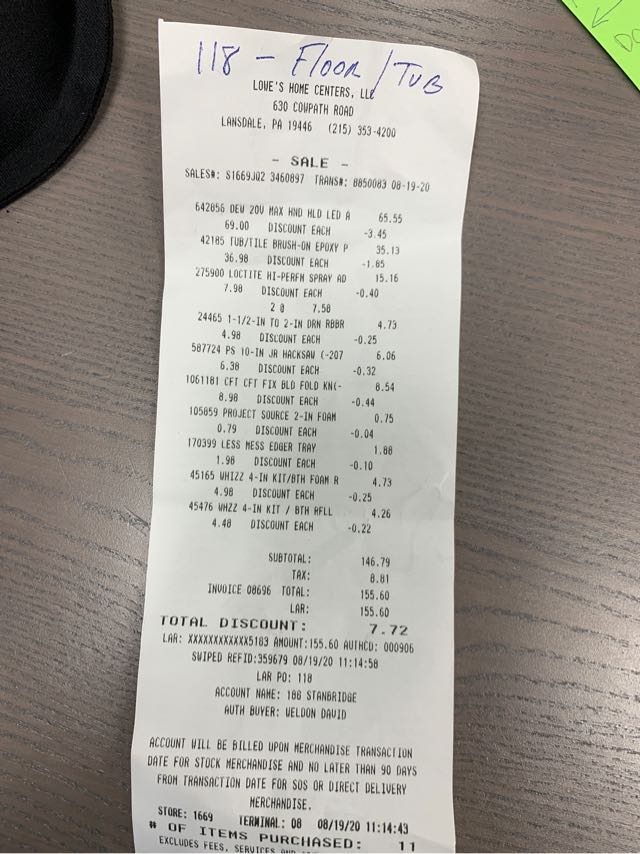 118 - Floor / Tub
LOWE'S HOME CENTERS, LLC
630 COWPATH ROAD
LANSDALE, PA 19446 (215) 353-4200
- SALE -
SALES#: S1669JQ2 3460897 TRANS#: 8850083 08-19-20
642856 DEW 20V MAX HND HLD LED A 65.55
69.00 DISCOUNT EACH -3.45
42185 TUB/TILE BRUSH-ON EPOXY P 35.13
36.98 DISCOUNT EACH -1.85
275900 LOCTITE HI-PERFM SPRAY AD 15.16
7.98 DISCOUNT EACH -0.40
2 @ 7.58
24465 1-1/2-IN TO 2-IN DRN RBBR 4.73
4.98 DISCOUNT EACH -0.25
587724 PS 10-IN JR HACKSAW (-207 6.06
6.38 DISCOUNT EACH -0.32
1061181 CFT CFT FIX BLD FOLD KN(- 8.54
8.98 DISCOUNT EACH -0.44
105059 PROJECT SOURCE 2-IN FOAM 0.75
0.79 DISCOUNT EACH -0.04
170399 LESS MESS EDGER TRAY 1.88
1.98 DISCOUNT EACH -0.10
45165 WHIZZ 4-IN KIT/BTH FOAM R 4.73
4.98 DISCOUNT EACH -0.25
45476 WHZZ 4-IN KIT / BTH RFLL 4.26
4.48 DISCOUNT EACH -0.22
SUBTOTAL: 146.79
TAX: 8.81
INVOICE 08696 TOTAL: 155.60
LAR: 155.60
TOTAL DISCOUNT: 7.72
LAR: XXXXXXXXXXXX5183 AMOUNT:155.60 AUTHCD: 000906
SWIPED REFID:359679 08/19/20 11:14:58
LAR PO: 118
ACCOUNT NAME: 188 STANBRIDGE
AUTH BUYER: WELDON DAVID
ACCOUNT WILL BE BILLED UPON MERCHANDISE TRANSACTION
DATE FOR STOCK MERCHANDISE AND NO LATER THAN 90 DAYS
FROM TRANSACTION DATE FOR SOS OR DIRECT DELIVERY
MERCHANDISE.
STORE: 1669 TERMINAL: 08 08/19/20 11:14:43
# OF ITEMS PURCHASED: 11
EXCLUDES FEES, SERVICES AND